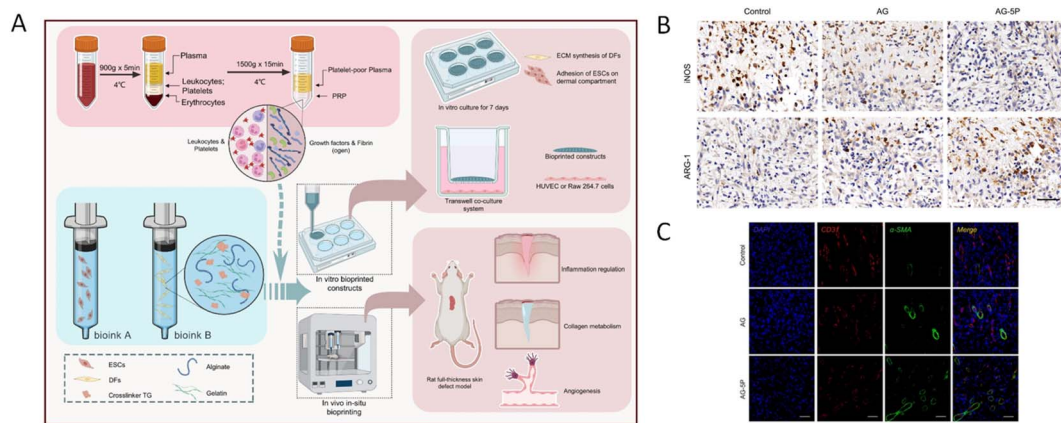 A
900g x 5min
4℃
Plasma
Leukocytes;
Platelets
Erythrocytes
1500g x 15min
4℃
Platelet-poor Plasma
PRP
Leukocytes &
Platelets
Growth factors & Fibrin
(ogen)
In vitro culture for 7
days
ECM synthesis of DFs
Adhesion of ESCs on
dermal compartment
Transwell co-culture
system
Bioprinted constructs
HUVEC or Raw 264.7 cells
bioink A
bioink B
In vitro bioprinted
constructs
ESCs
DFs
Crosslinker TG
Alginate
Gelatin
In vivo in-situ
bioprinting
Rat full-thickness skin
defect model
Inflammation regulation
Collagen metabolism
Angiogenesis
B
Control
AG
AG-5P
iNOS
ARG-1
C
DAPI
CD31
α-SMA
Merge
Control
AG
AG-5P